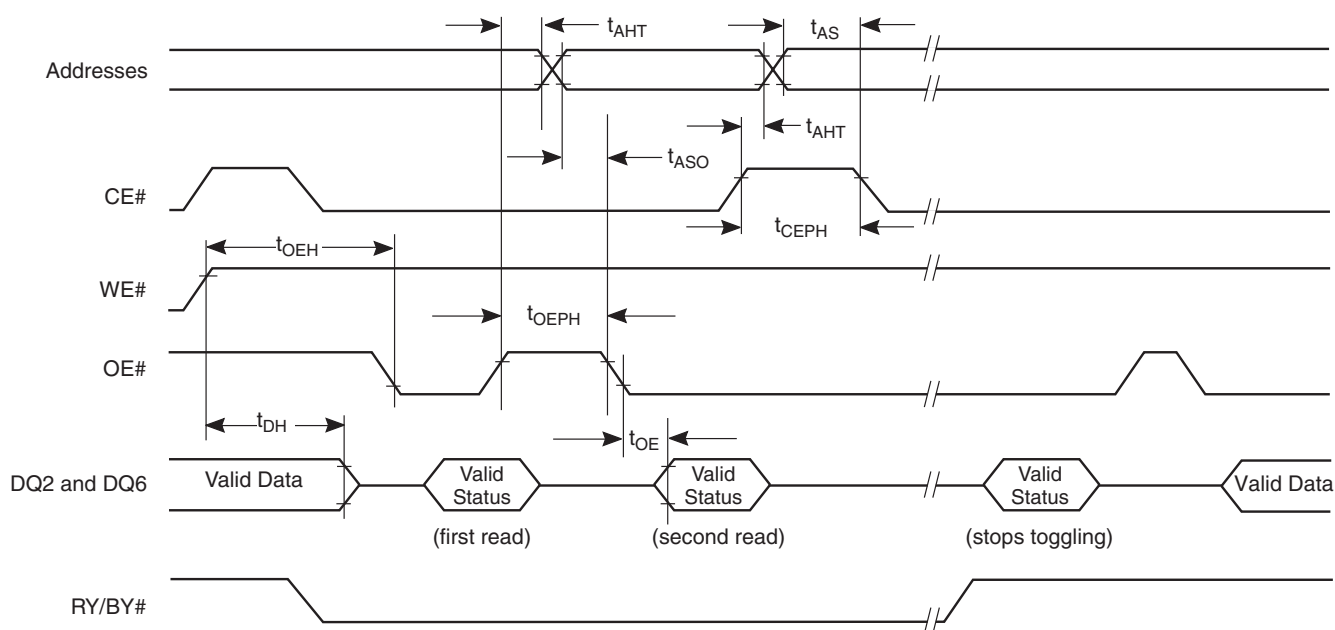 tAHT
tAS
Addresses
tAHT
tASO
CE#
tCEPH
tOEH
WE#
tOEPH
OE#
tDH
tOE
DQ2 and DQ6
Valid Data
Valid
Status
Valid
Status
Valid
Status
Valid Data
(first read)
(second read)
(stops toggling)
RY/BY#